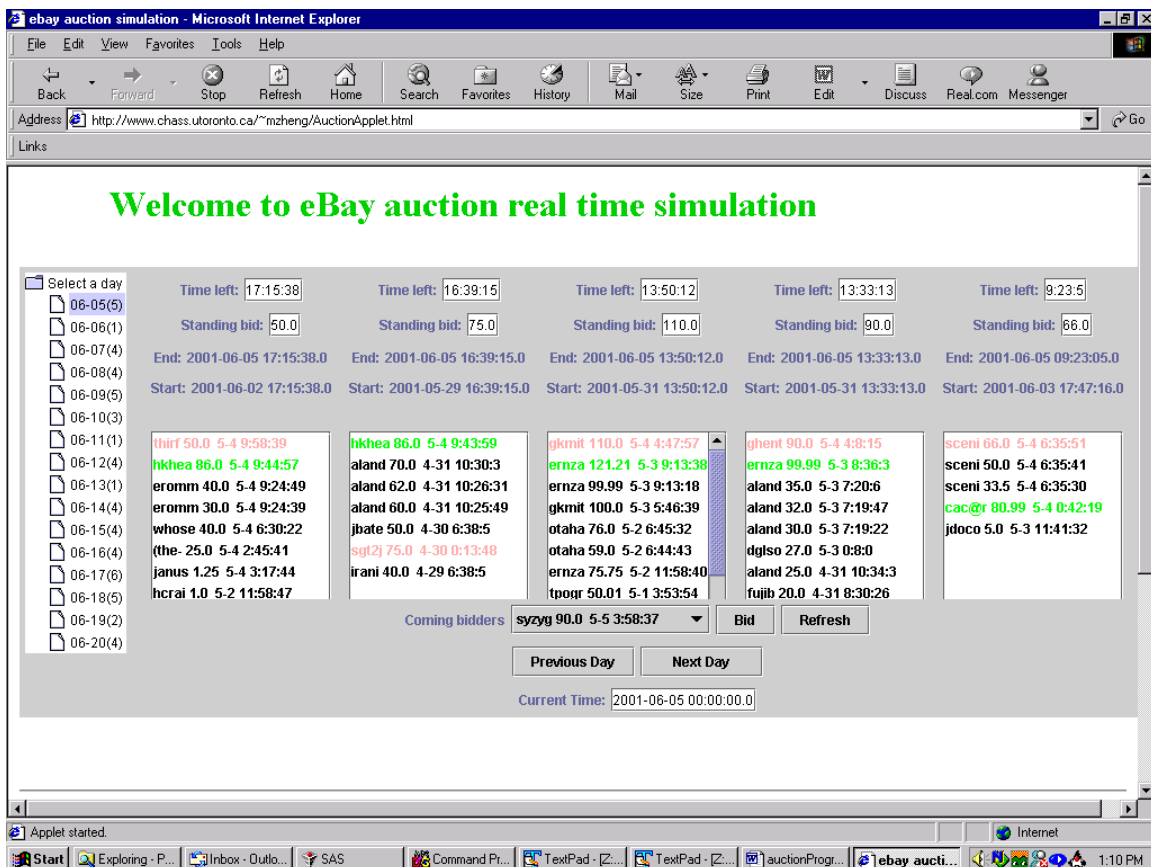 ebay auction simulation - Microsoft Internet Explorer
File Edit View Favorites Tools Help
Back Forward Stop Refresh Home Search Favorites History Mail Size Print Edit Discuss Real.com Messenger
Address http://www.chass.utoronto.ca/~mzheng/AuctionApplet.html Go
Links
Welcome to eBay auction real time simulation
Select a day
06-05(5)
06-06(1)
06-07(4)
06-08(4)
06-09(5)
06-10(3)
06-11(1)
06-12(4)
06-13(1)
06-14(4)
06-15(4)
06-16(4)
06-17(6)
06-18(5)
06-19(2)
06-20(4)
Time left: 17:15:38
Standing bid: 50.0
End: 2001-06-05 17:15:38.0
Start: 2001-06-02 17:15:38.0
thirf 50.0 5-4 9:58:39
hkhea 86.0 5-4 9:44:57
eromm 40.0 5-4 9:24:49
eromm 30.0 5-4 9:24:39
whose 40.0 5-4 6:30:22
(the- 25.0 5-4 2:45:41
janus 1.25 5-4 3:17:44
hcrai 1.0 5-2 11:58:47
Time left: 16:39:15
Standing bid: 75.0
End: 2001-06-05 16:39:15.0
Start: 2001-05-29 16:39:15.0
hkhea 86.0 5-4 9:43:59
aland 70.0 4-31 10:30:3
aland 62.0 4-31 10:26:31
aland 60.0 4-31 10:25:49
jbate 50.0 4-30 6:38:5
sgt2j 75.0 4-30 0:13:48
irani 40.0 4-29 6:38:5
Time left: 13:50:12
Standing bid: 110.0
End: 2001-06-05 13:50:12.0
Start: 2001-05-31 13:50:12.0
gkmit 110.0 5-4 4:47:57
ernza 121.21 5-3 9:13:38
ernza 99.99 5-3 9:13:18
gkmit 100.0 5-3 5:46:39
otaha 76.0 5-2 6:45:32
otaha 59.0 5-2 6:44:43
ernza 75.75 5-2 11:58:40
tpogr 50.01 5-1 3:53:54
Time left: 13:33:13
Standing bid: 90.0
End: 2001-06-05 13:33:13.0
Start: 2001-05-31 13:33:13.0
ghent 90.0 5-4 4:8:15
ernza 99.99 5-3 8:36:3
aland 35.0 5-3 7:20:6
aland 32.0 5-3 7:19:47
aland 30.0 5-3 7:19:22
dglso 27.0 5-3 0:8:0
aland 25.0 4-31 10:34:3
fujib 20.0 4-31 8:30:26
Time left: 9:23:5
Standing bid: 66.0
End: 2001-06-05 09:23:05.0
Start: 2001-06-03 17:47:16.0
sceni 66.0 5-4 6:35:51
sceni 50.0 5-4 6:35:41
sceni 33.5 5-4 6:35:30
cac@r 80.99 5-4 0:42:19
jdoco 5.0 5-3 11:41:32
Coming bidders syzyg 90.0 5-5 3:58:37 Bid Refresh
Previous Day Next Day
Current Time: 2001-06-05 00:00:00.0
Applet started. Internet
Start Exploring - P... Inbox - Outlo... SAS Command Pr... TextPad - [Z:... TextPad - [Z:... auctionProgr... ebay aucti... 1:10 PM